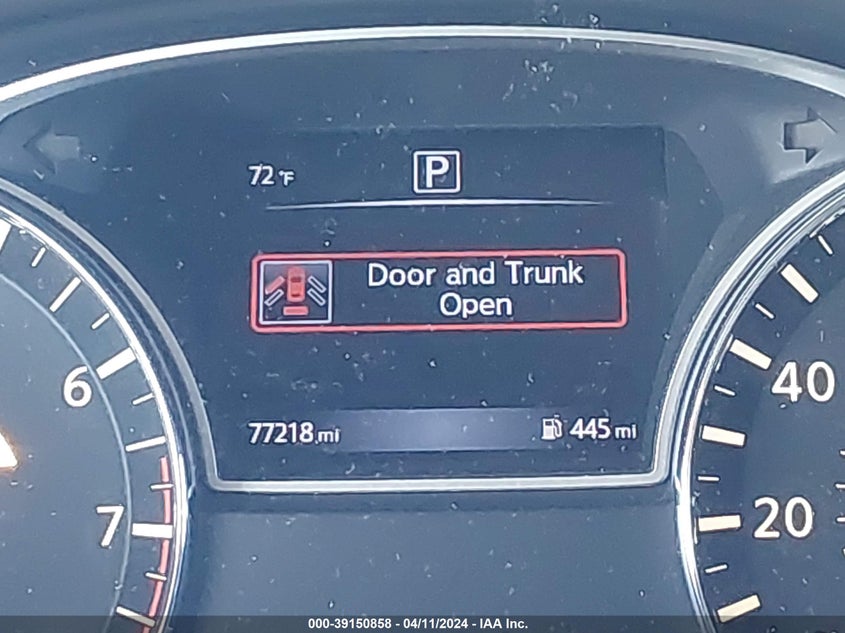 72 °F
P
Door and Trunk
Open
6
40
77218 mi
445 mi
7
20
000-39150858 - 04/11/2024 - IAA Inc.